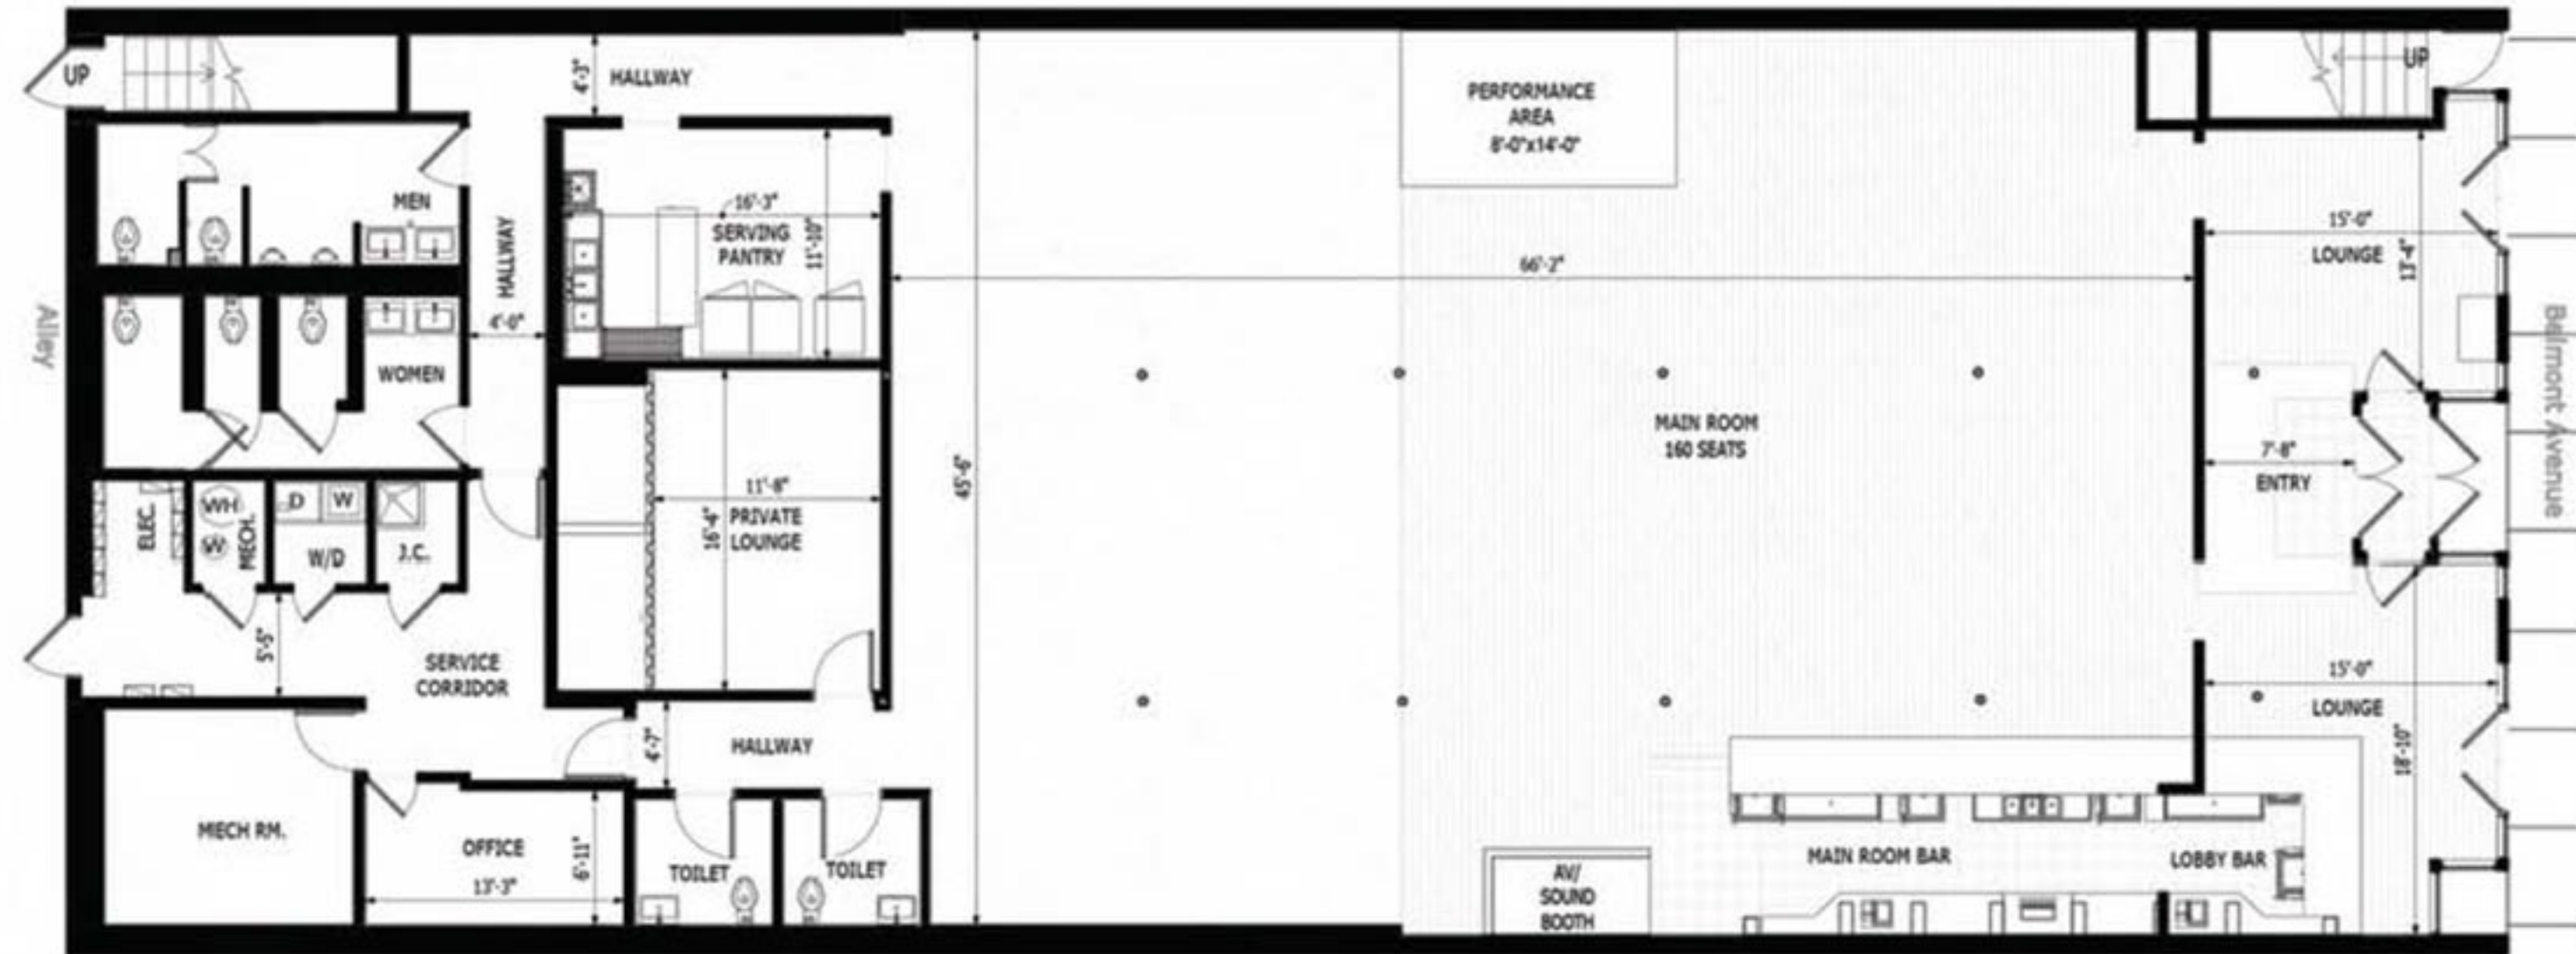 UP
4'-3"
HALLWAY
PERFORMANCE
AREA
8'-0"x14'-0"
UP
MEN
HALLWAY
16'-3"
SERVING
PANTRY
11'-10"
66'-2"
15'-0"
LOUNGE
13'-4"
Alley
4'-0"
WOMEN
Belmont Avenue
MAIN ROOM
160 SEATS
7'-8"
ENTRY
45'-6"
11'-8"
PRIVATE
LOUNGE
16'-4"
ELEC.
WH
W
MECH.
D
W
W/D
J.C.
5'-5"
SERVICE
CORRIDOR
15'-0"
LOUNGE
18'-10"
4'-7"
HALLWAY
MECH RM.
OFFICE
13'-3"
6'-11"
TOILET
TOILET
AV/
SOUND
BOOTH
MAIN ROOM BAR
LOBBY BAR